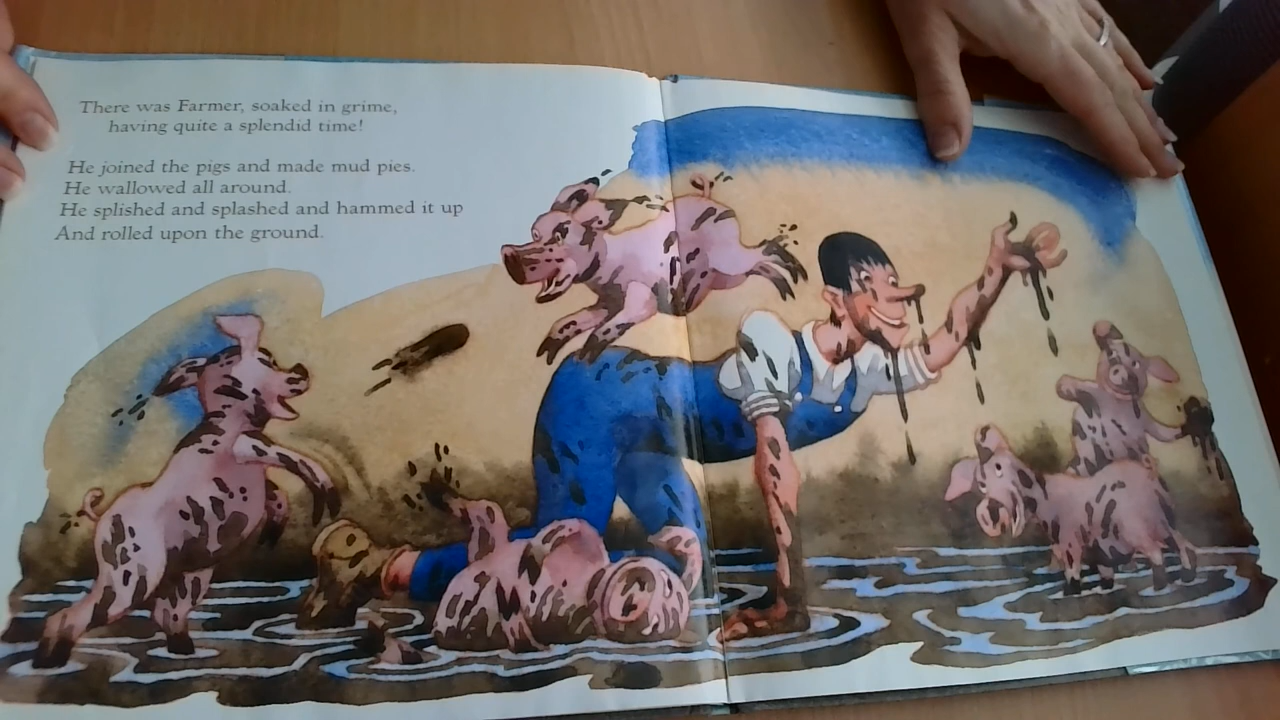 There was Farmer, soaked in grime,
having quite a splendid time!
He joined the pigs and made mud pies.
He wallowed all around.
He splished and splashed and hammed it up
And rolled upon the ground.